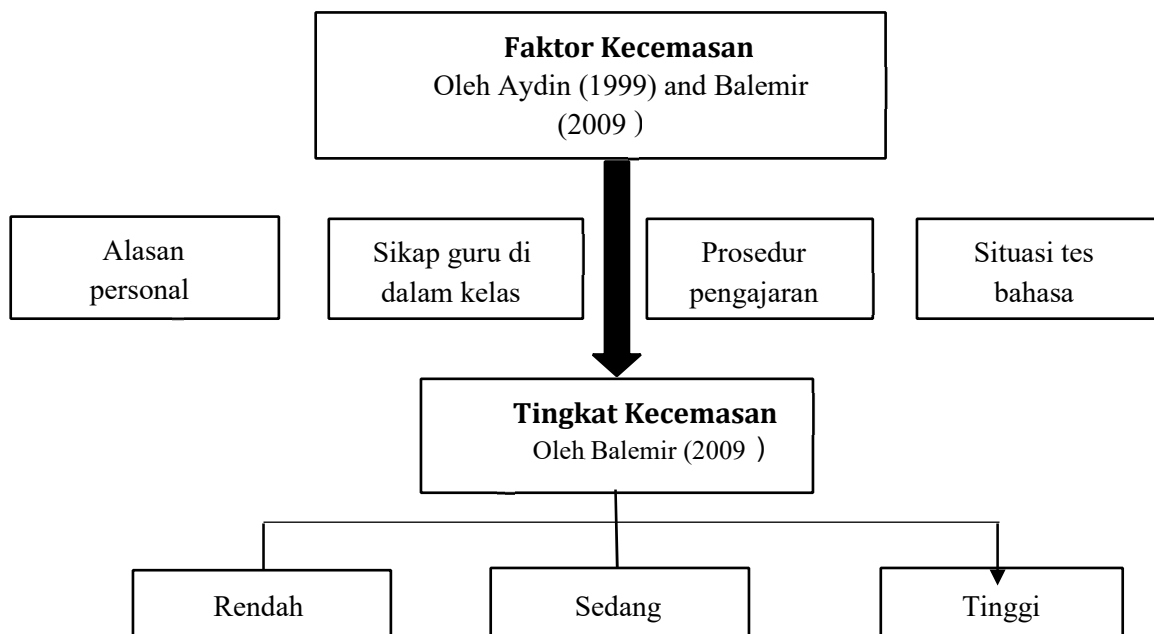 Faktor Kecemasan
Oleh Aydin (1999) and Balemir
(2009 )
Alasan
personal
Sikap guru di
dalam kelas
Prosedur
pengajaran
Situasi tes
bahasa
Tingkat Kecemasan
Oleh Balemir (2009 )
Rendah
Sedang
Tinggi